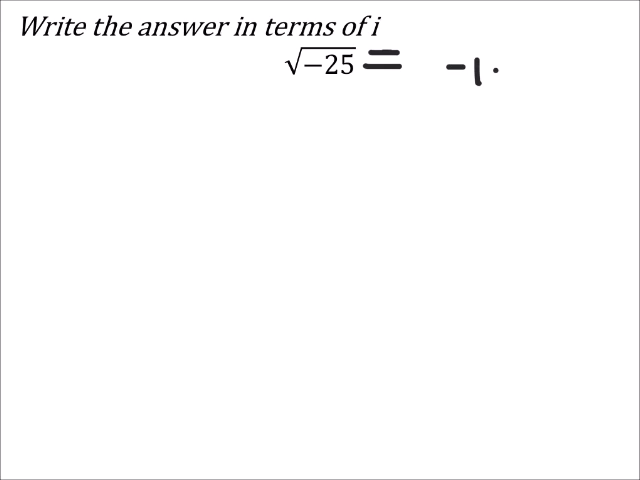 Write the answer in terms of i
√−25 = -1 .